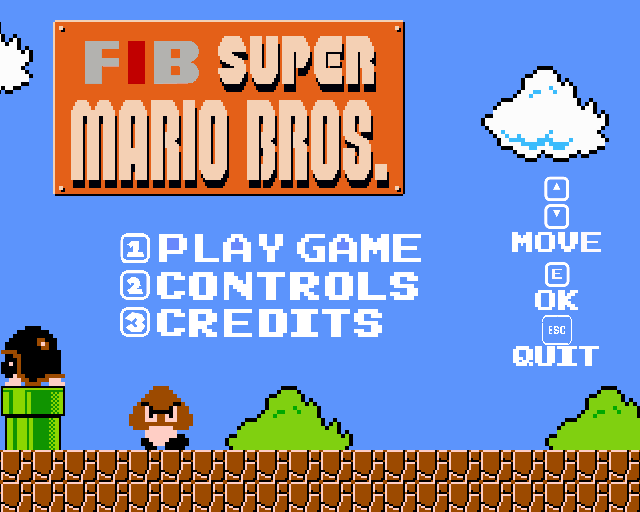 FIB SUPER
MARIO BROS.
1 PLAY GAME
2 CONTROLS
3 CREDITS
MOVE
E
OK
ESC
QUIT